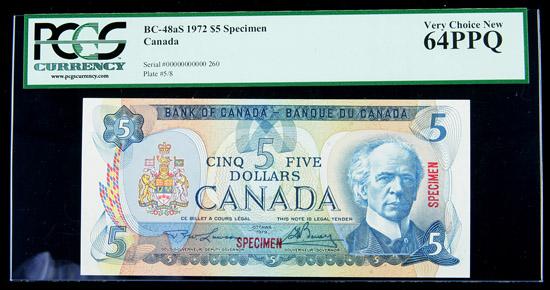 PCGS
CURRENCY
www.pcgscurrency.com
BC-48aS 1972 $5 Specimen
Canada
Serial #00000000000 260
Plate #5/8
Very Choice New
64PPQ
BANK OF CANADA - BANQUE DU CANADA
5
5
CINQ 5 FIVE
DOLLARS
CANADA
CE BILLET A COURS LÉGAL
THIS NOTE IS LEGAL TENDER
OTTAWA
1979
SPECIMEN
SPECIMEN
5
5